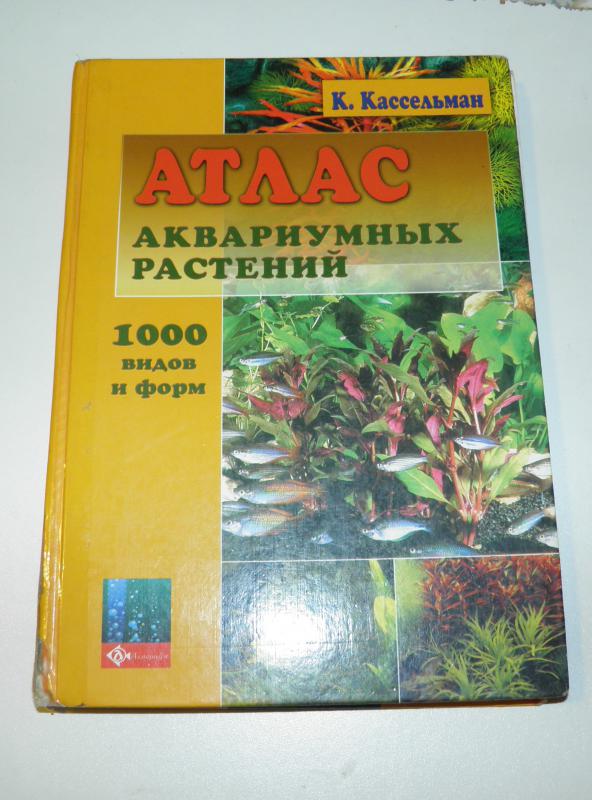 К. Кассельман
АТЛАС
АКВАРИУМНЫХ
РАСТЕНИЙ
1000
видов
и форм